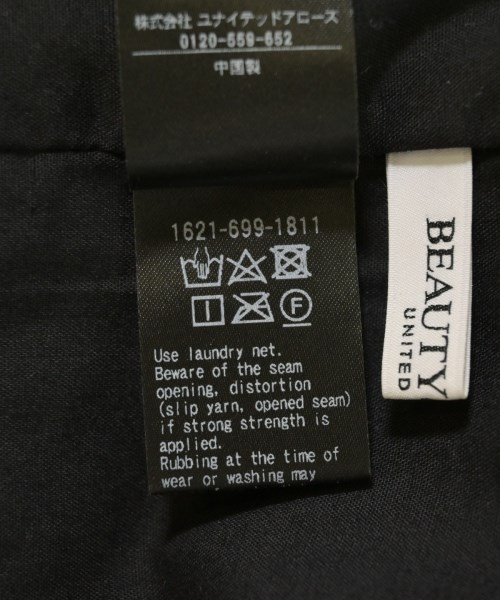 株式会社 ユナイテッドアローズ
0120-559-652
中国製
1621-699-1811
F
Use laundry net.
Beware of the seam
opening, distortion
(slip yarn, opened seam)
if strong strength is
applied.
Rubbing at the time of
wear or washing may
BEAUTY
UNITED